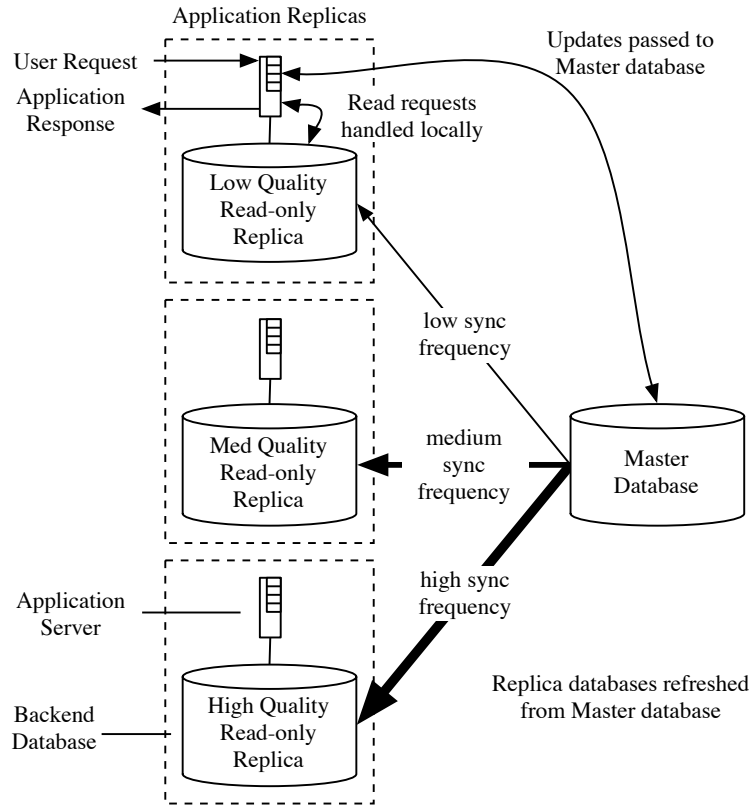 Application Replicas
User Request
Application
Response
Updates passed to
Master database
Read requests
handled locally
Low Quality
Read-only
Replica
low sync
frequency
Med Quality
Read-only
Replica
medium
sync
frequency
Master
Database
high sync
frequency
Application
Server
High Quality
Read-only
Replica
Backend
Database
Replica databases refreshed
from Master database